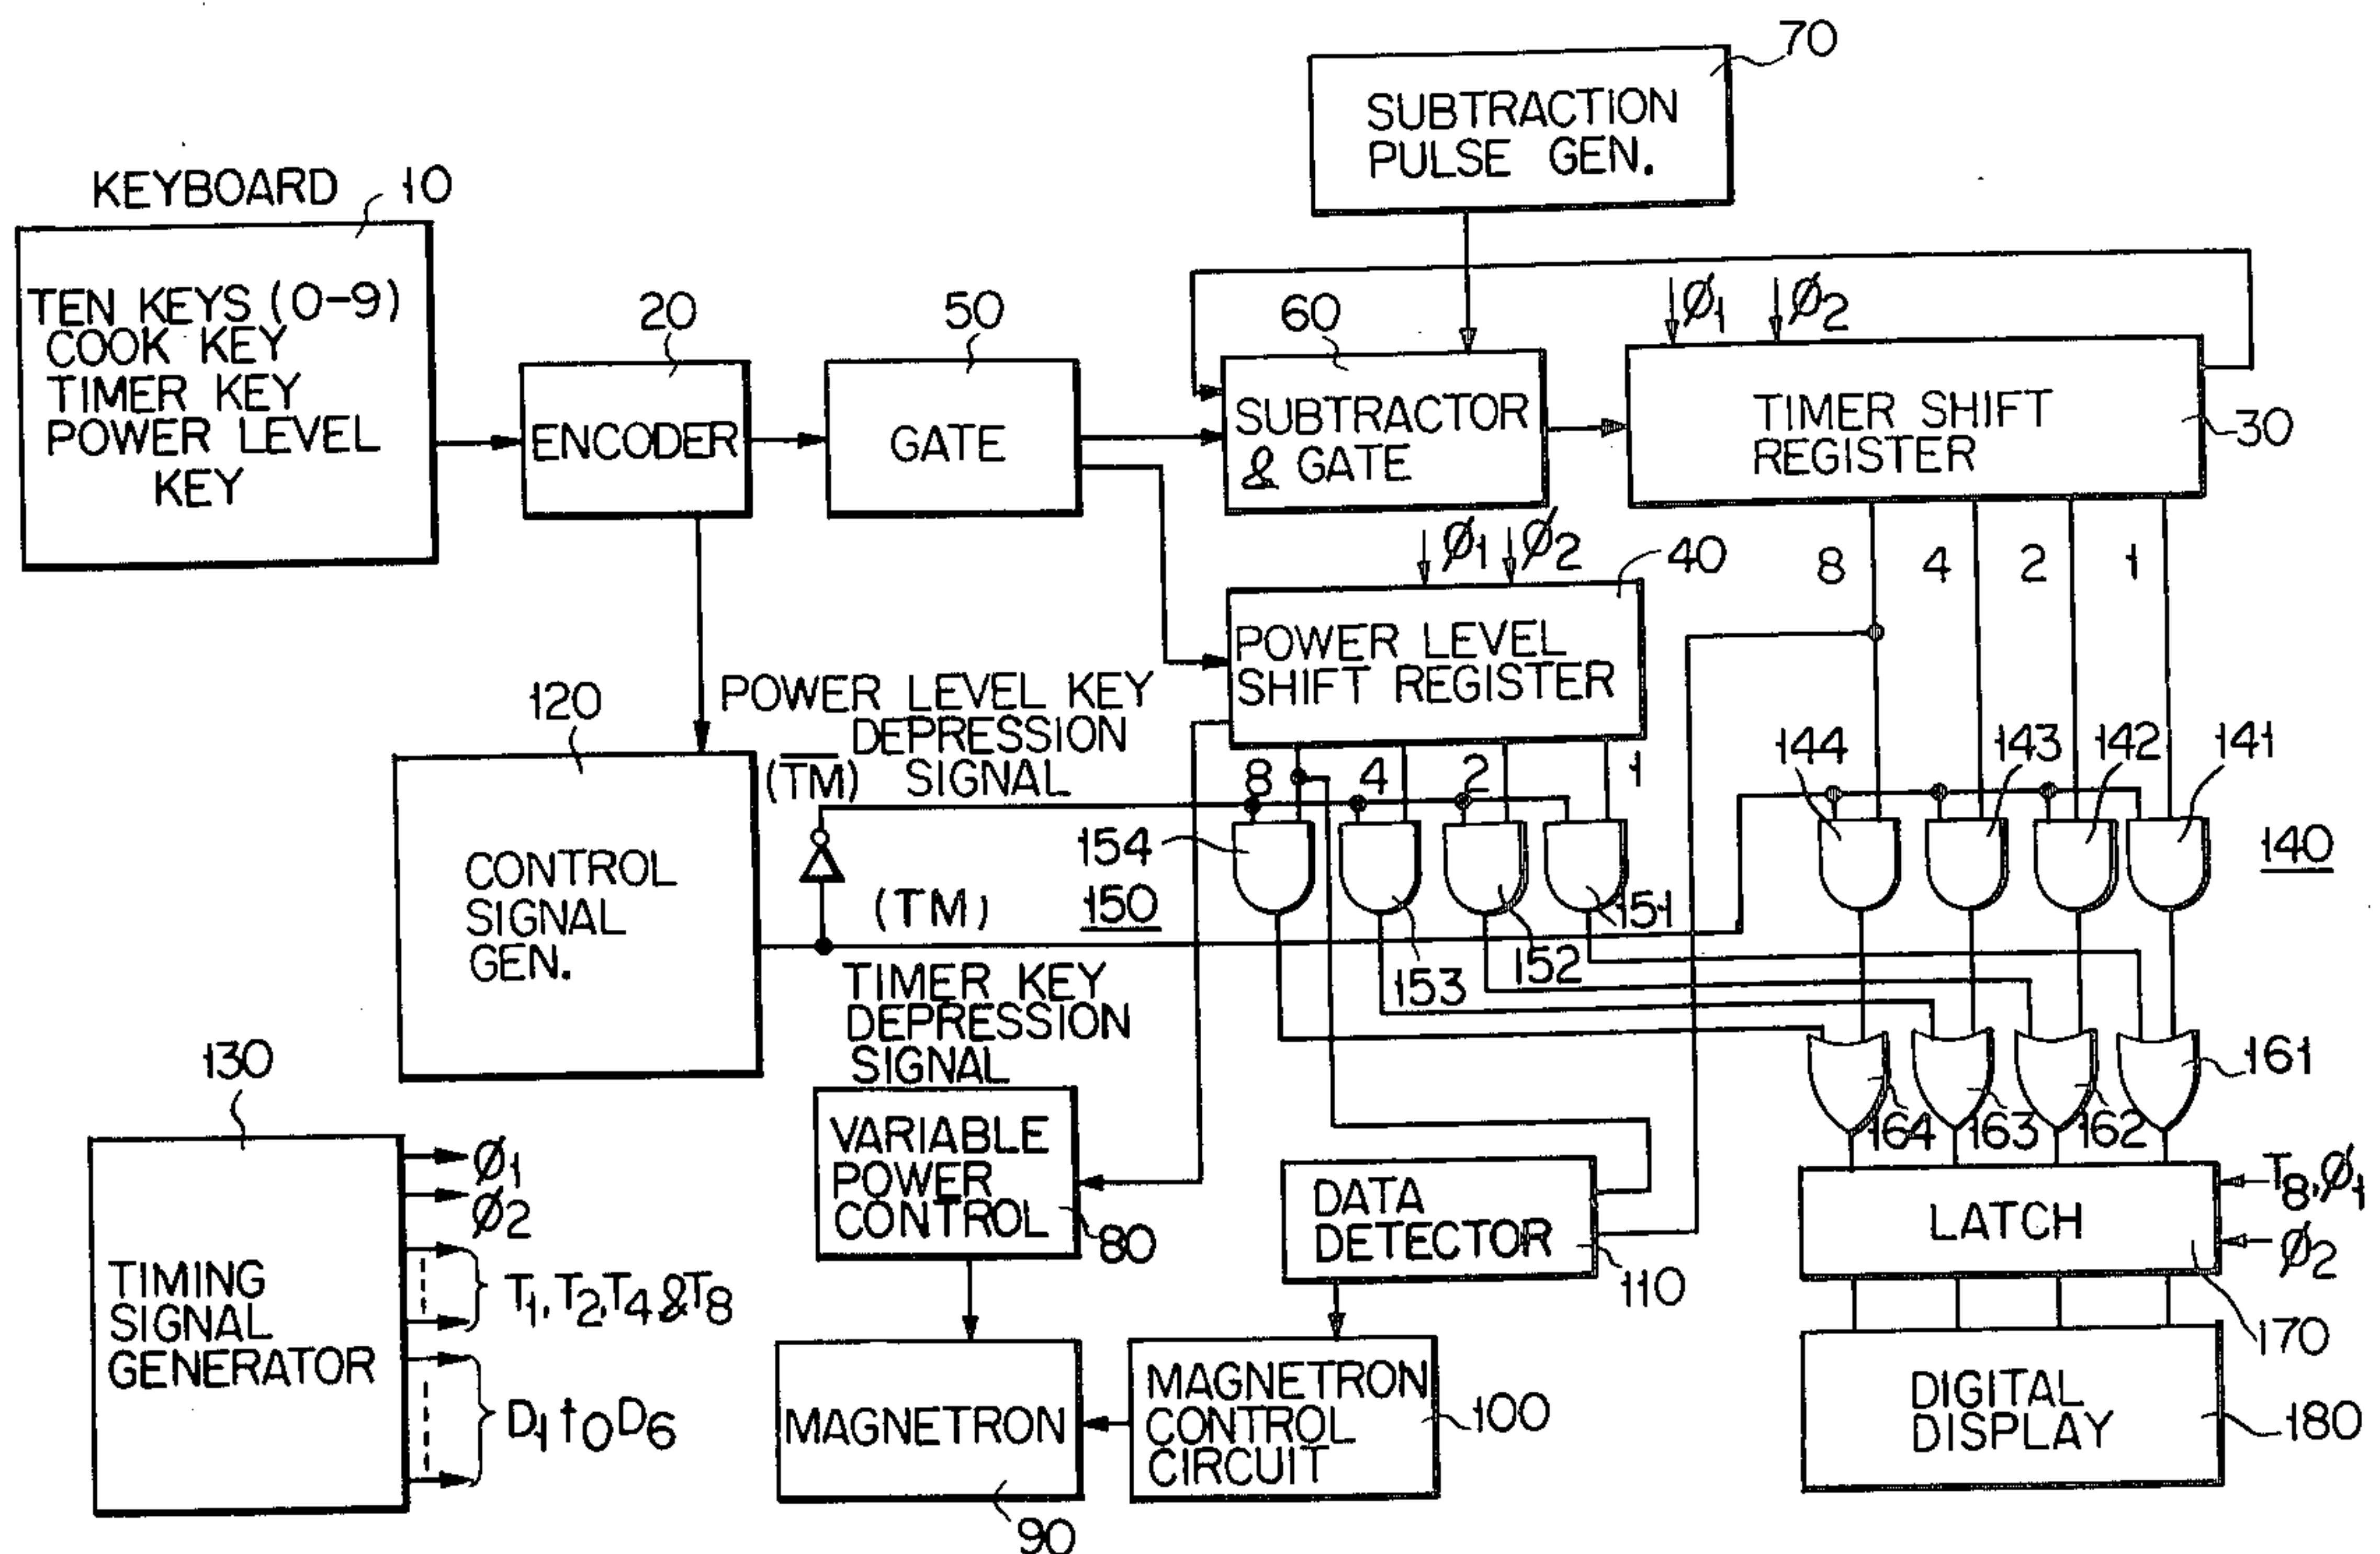 70
SUBTRACTION
PULSE GEN.
KEYBOARD 10
TEN KEYS (0-9)
COOK KEY
TIMER KEY
POWER LEVEL
KEY
20
ENCODER
50
GATE
60
SUBTRACTOR
& GATE
Ø1 Ø2
TIMER SHIFT
REGISTER
30
8 4 2 1
Ø1 Ø2
40
POWER LEVEL
SHIFT REGISTER
8 4 2 1
120
CONTROL
SIGNAL
GEN.
POWER LEVEL KEY
DEPRESSION
(T̅M̅) SIGNAL
(TM)
TIMER KEY
DEPRESSION
SIGNAL
150
154
153
152
151
144
143
142
141
140
164
163
162
161
130
TIMING
SIGNAL
GENERATOR
Ø1
Ø2
T1, T2, T4 & T8
D1 to D6
VARIABLE
POWER
CONTROL
80
DATA
DETECTOR
110
LATCH
T8, Ø1
Ø2
170
MAGNETRON
90
MAGNETRON
CONTROL
CIRCUIT
100
DIGITAL
DISPLAY
180